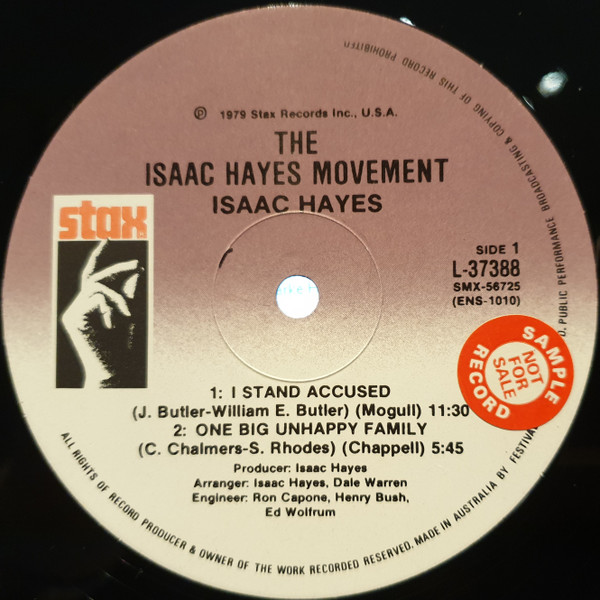 ℗ 1979 Stax Records Inc., U.S.A.
THE
ISAAC HAYES MOVEMENT
ISAAC HAYES
stax
SIDE 1
L-37388
SMX-56725
(ENS-1010)
SAMPLE RECORD
NOT
FOR
SALE
1: I STAND ACCUSED
(J. Butler-William E. Butler) (Mogull) 11:30
2: ONE BIG UNHAPPY FAMILY
(C. Chalmers-S. Rhodes) (Chappell) 5:45
Producer: Isaac Hayes
Arranger: Isaac Hayes, Dale Warren
Engineer: Ron Capone, Henry Bush,
Ed Wolfrum
ALL RIGHTS OF RECORD PRODUCER & OWNER OF THE WORK RECORDED RESERVED. MADE IN AUSTRALIA BY FESTIVAL
D. PUBLIC PERFORMANCE BROADCASTING & COPYING OF THIS RECORD PROHIBITED